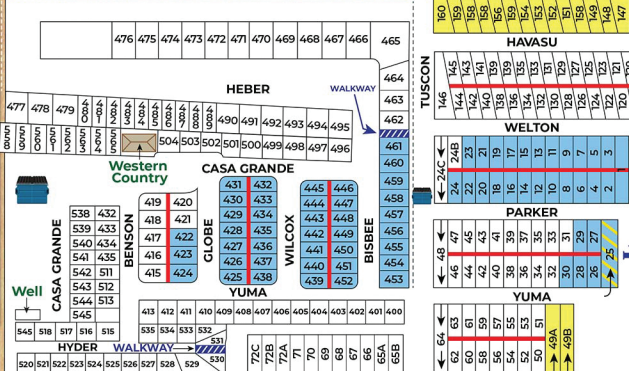 160 159 158 158 156 155 154 153 152 151 150 149 148 147
476 475 474 473 472 471 470 469 468 467 466 465
HAVASU
464
WALKWAY
463
462
461
460
459
458
457
456
455
454
453
HEBER
477 478 479
490 491 492 493 494 495
504 503 502 501 500 499 498 497 496
Western
Country
CASA GRANDE
TUSCON
145 143 141 139 139 135 133 131 129 127 125 123 121
146 144 142 140 138 136 134 132 130 128 126 124 122 120
WELTON
24C 24B 23 21 19 17 15 13 11 9 7 5 3 1
24 22 20 18 16 14 12 10 8 6 4 2
PARKER
48 47 45 43 41 39 37 35 33 31 29 27 25
46 44 42 40 38 36 34 32 30 28 26
YUMA
64 63 61 59 57 55 53 51 49A 49B
62 60 58 56 54 52 50
CASA GRANDE
538 432
539 433
540 434
541 435
542 511
543 512
544 513
545
BENSON
419 420
418 421
417 422
416 423
415 424
GLOBE
431 432
430 433
429 434
428 435
427 436
426 437
425 438
WILCOX
445 446
444 447
443 448
442 449
441 450
440 451
439 452
BISBEE
YUMA
Well
545 518 517 516 515
413 412 411 410 409 408 407 406 405 404 403 402 401 400
535 534 533 532
531
530
HYDER
WALKWAY
520 521 522 523 524 525 526 527 528 529
72C 72B 72A 71 70 69 68 67 66 65A 65B